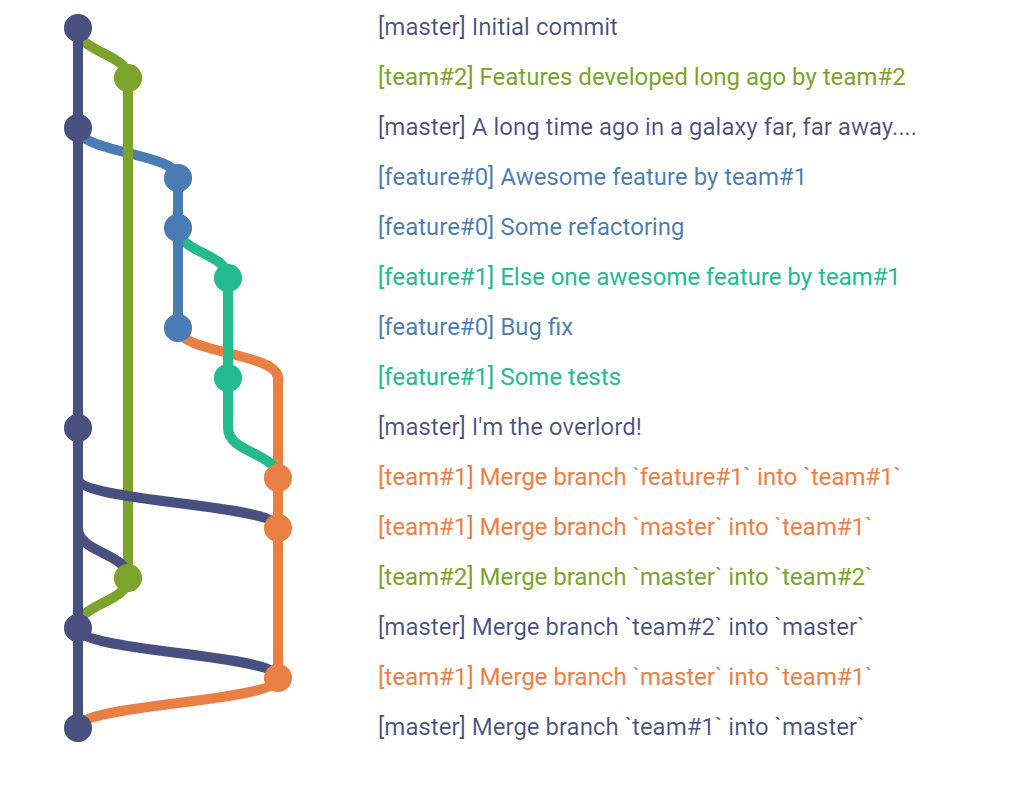 [master] Initial commit
[team#2] Features developed long ago by team#2
[master] A long time ago in a galaxy far, far away....
[feature#0] Awesome feature by team#1
[feature#0] Some refactoring
[feature#1] Else one awesome feature by team#1
[feature#0] Bug fix
[feature#1] Some tests
[master] I'm the overlord!
[team#1] Merge branch `feature#1` into `team#1`
[team#1] Merge branch `master` into `team#1`
[team#2] Merge branch `master` into `team#2`
[master] Merge branch `team#2` into `master`
[team#1] Merge branch `master` into `team#1`
[master] Merge branch `team#1` into `master`